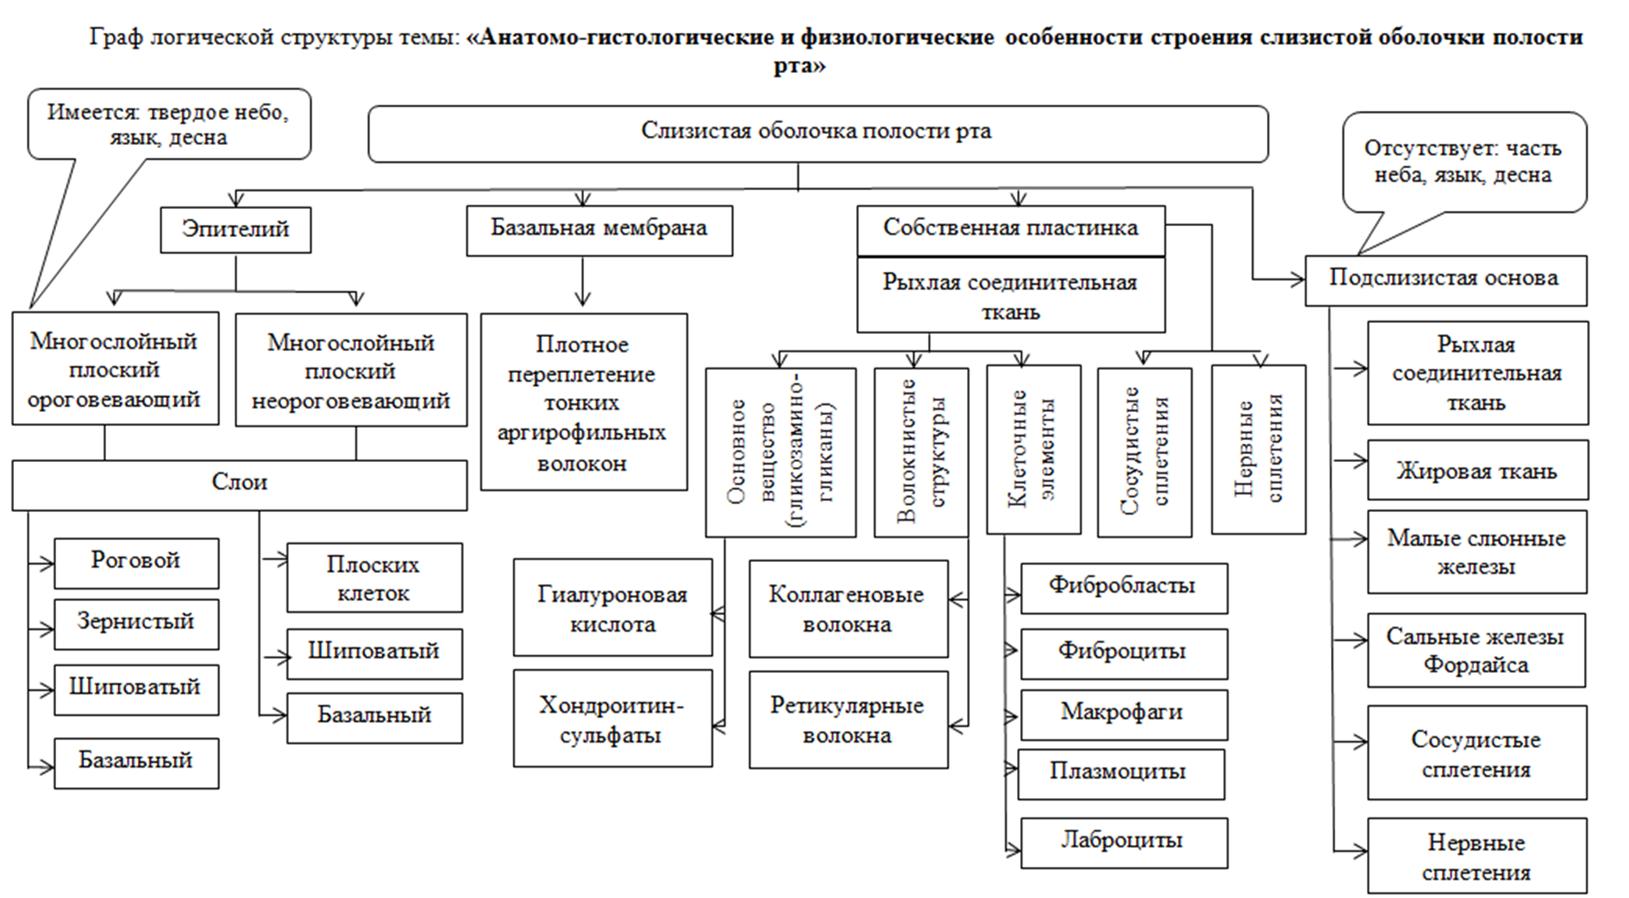 Граф логической структуры темы: «Анатомо-гистологические и физиологические особенности строения слизистой оболочки полости
рта»
Имеется: твердое небо,
язык, десна
Слизистая оболочка полости рта
Отсутствует: часть
неба, язык, десна
Эпителий
Базальная мембрана
Собственная пластинка
Рыхлая соединительная
ткань
Подслизистая основа
Многослойный
плоский
ороговевающий
Многослойный
плоский
неороговевающий
Плотное
переплетение
тонких
аргирофильных
волокон
Основное
вещество
(гликозамино-
гликаны)
Волокнистые
структуры
Клеточные
элементы
Сосудистые
сплетения
Нервные
сплетения
Слои
Роговой
Зернистый
Шиповатый
Базальный
Плоских
клеток
Шиповатый
Базальный
Гиалуроновая
кислота
Хондроитин-
сульфаты
Коллагеновые
волокна
Ретикулярные
волокна
Фибробласты
Фиброциты
Макрофаги
Плазмоциты
Лаброциты
Рыхлая
соединительная
ткань
Жировая ткань
Малые слюнные
железы
Сальные железы
Фордайса
Сосудистые
сплетения
Нервные
сплетения